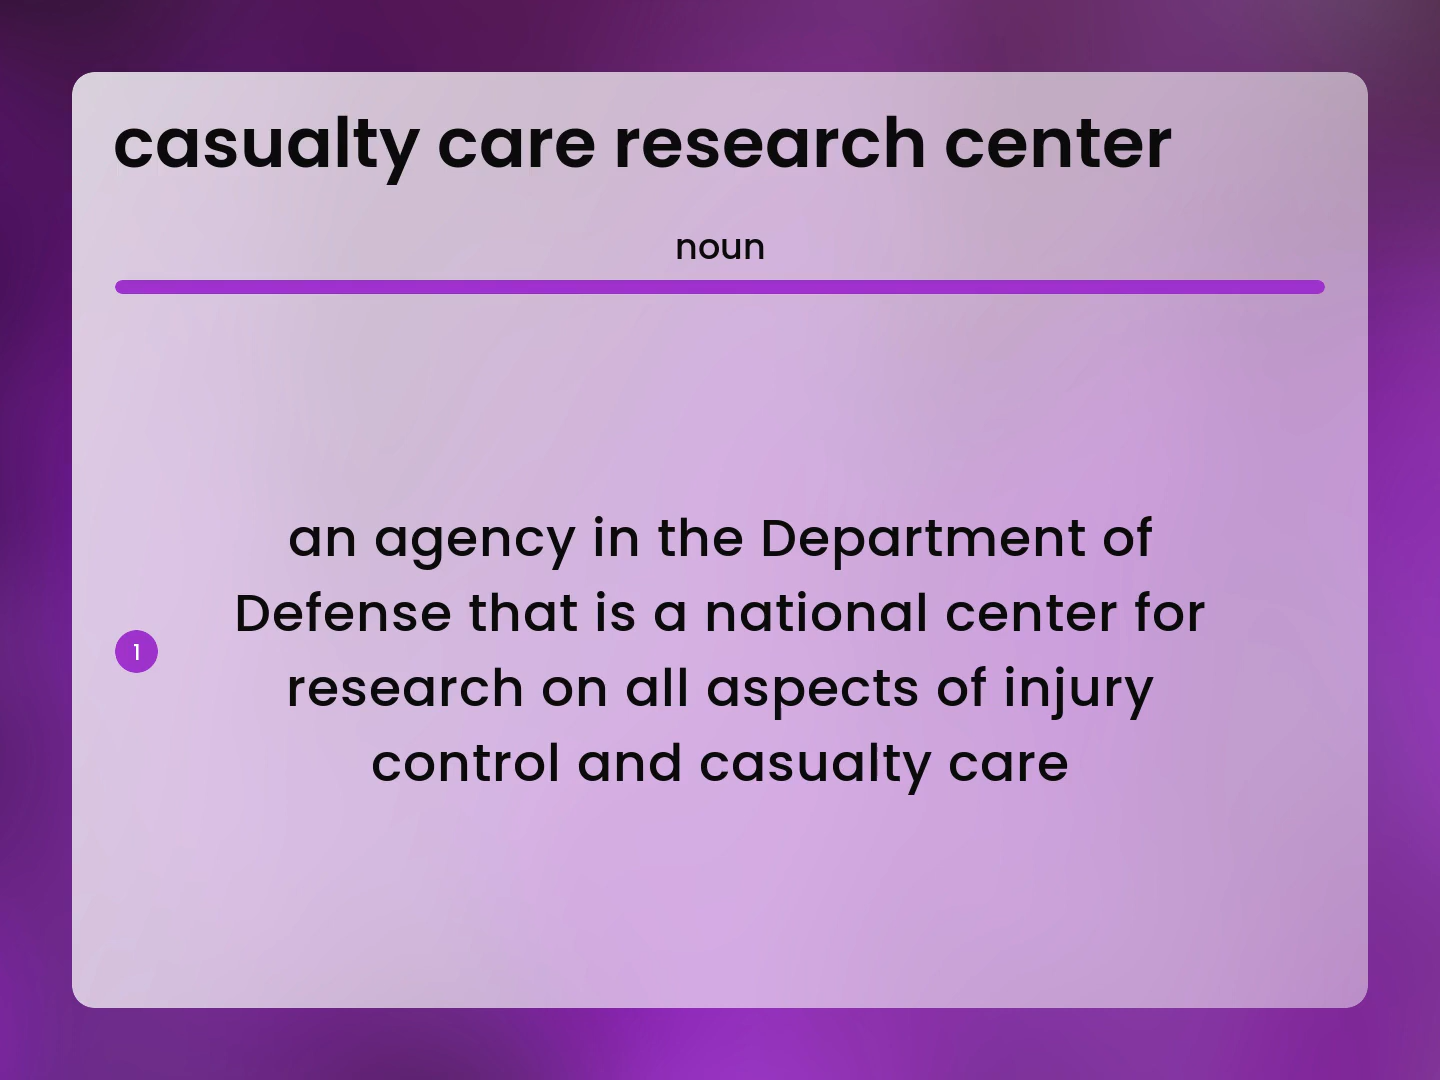 casualty care research center
noun
1
an agency in the Department of
Defense that is a national center for
research on all aspects of injury
control and casualty care